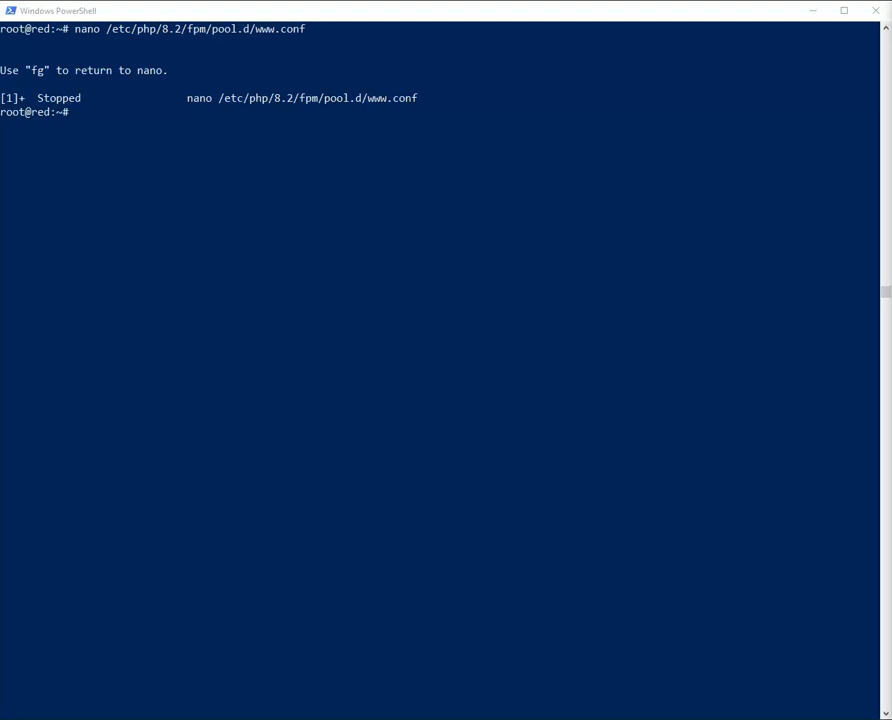 Windows PowerShell
root@red:~# nano /etc/php/8.2/fpm/pool.d/www.conf
Use "fg" to return to nano.
[1]+  Stopped                 nano /etc/php/8.2/fpm/pool.d/www.conf
root@red:~#